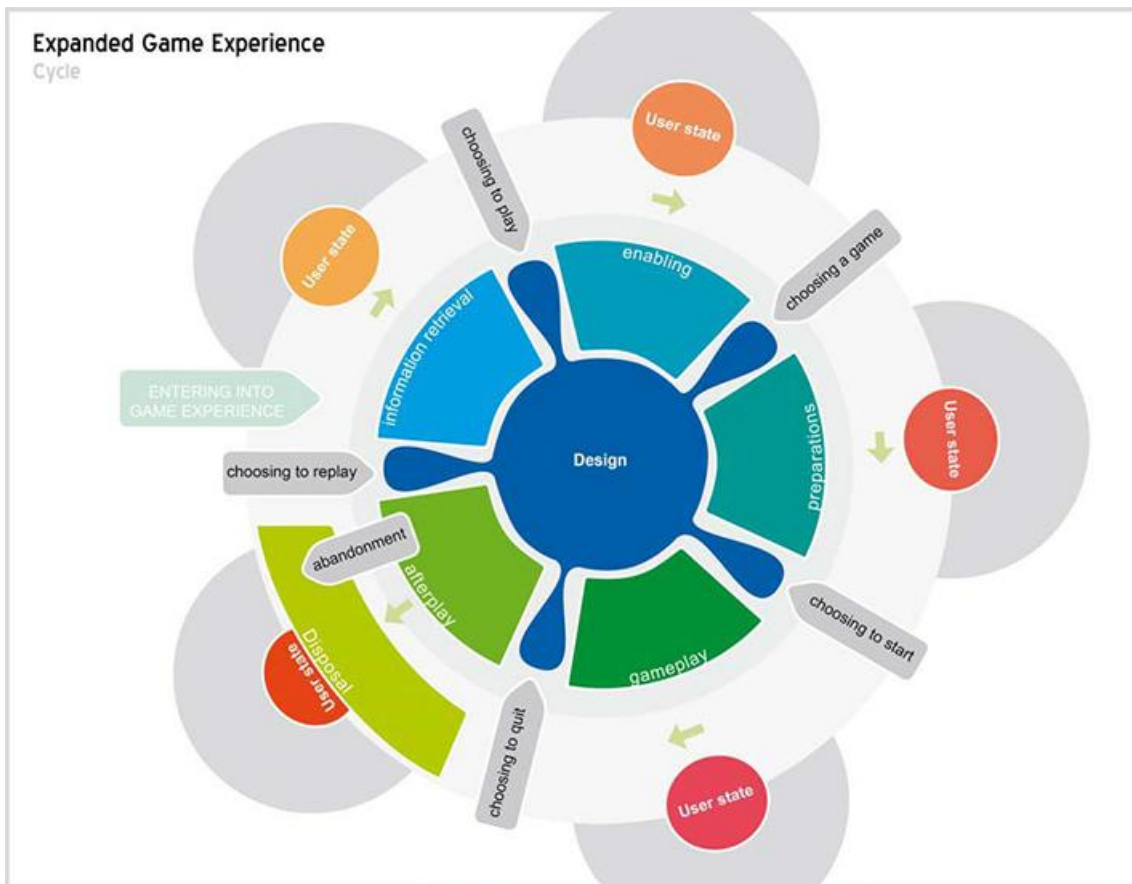 Expanded Game Experience
Cycle
User state
choosing to play
User state
enabling
choosing a game
information retrieval
ENTERING INTO
GAME EXPERIENCE
User state
preparations
Design
choosing to replay
abandonment
afterplay
choosing to start
Disposal
User state
gameplay
choosing to quit
User state